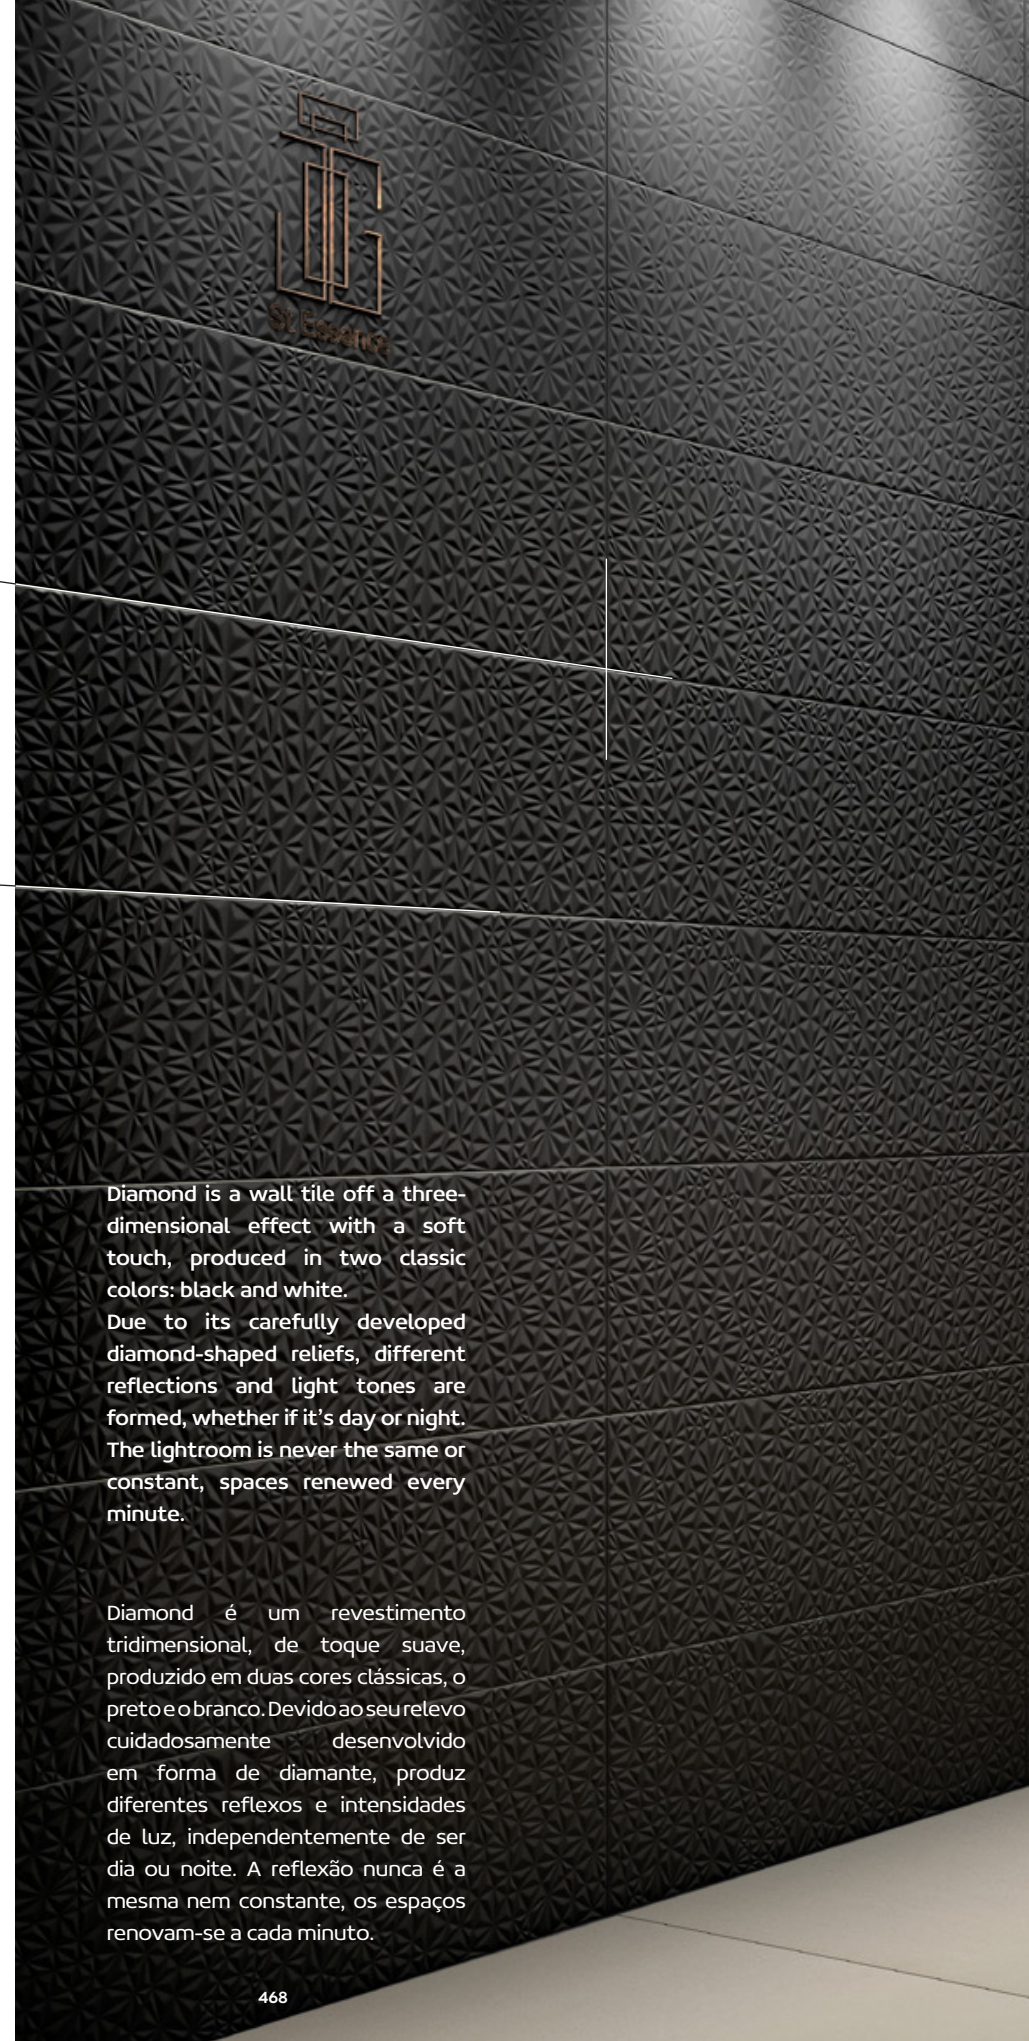 Diamond is a wall tile off a three-
dimensional effect with a soft
touch, produced in two classic
colors: black and white.
Due to its carefully developed
diamond-shaped reliefs, different
reflections and light tones are
formed, whether if it’s day or night.
The lightroom is never the same or
constant, spaces renewed every
minute.
Diamond é um revestimento
tridimensional, de toque suave,
produzido em duas cores clássicas, o
preto e o branco. Devido ao seu relevo
cuidadosamente desenvolvido
em forma de diamante, produz
diferentes reflexos e intensidades
de luz, independentemente de ser
dia ou noite. A reflexão nunca é a
mesma nem constante, os espaços
renovam-se a cada minuto.
468